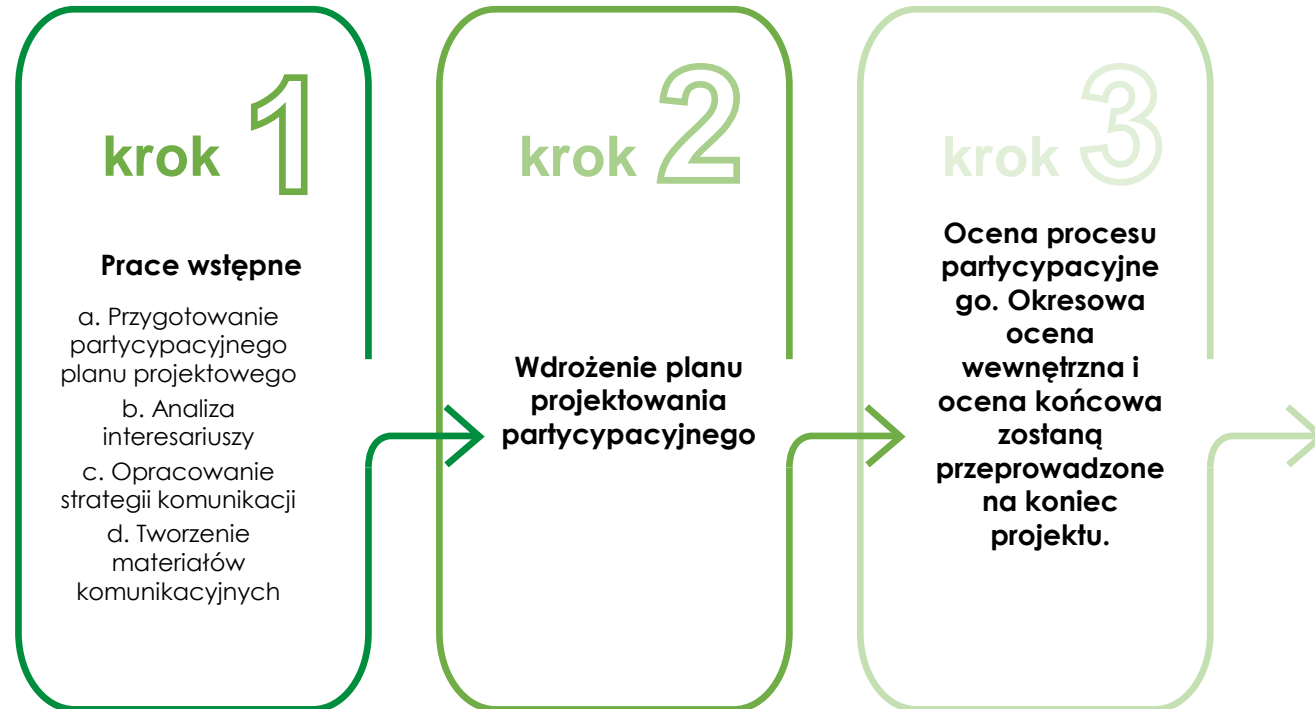 krok 1
Prace wstępne
a. Przygotowanie
partycypacyjnego
planu projektowego
b. Analiza
interesariuszy
c. Opracowanie
strategii komunikacji
d. Tworzenie
materiałów
komunikacyjnych
krok 2
Wdrożenie planu
projektowania
partycypacyjnego
krok 3
Ocena procesu
partycypacyjne
go. Okresowa
ocena
wewnętrzna i
ocena końcowa
zostaną
przeprowadzone
na koniec
projektu.